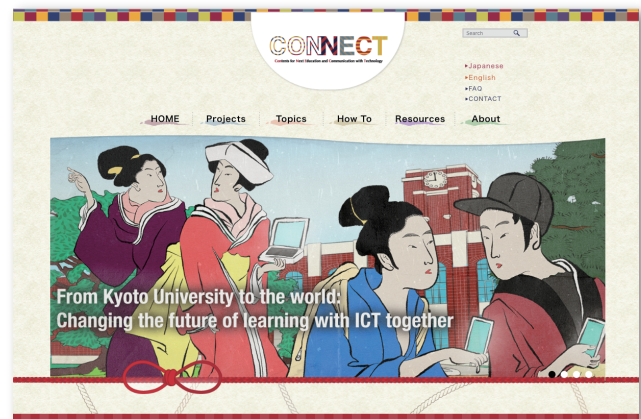 Search
CONNECT
Contents for Next Education and Communication with Technology
Japanese
English
FAQ
CONTACT
HOME
Projects
Topics
How To
Resources
About
From Kyoto University to the world:
Changing the future of learning with ICT together